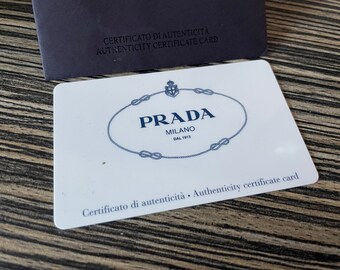 CERTIFICATO DI AUTENTICITÀ
AUTHENTICITY CERTIFICATE CARD
PRADA
MILANO
DAL 1913
Certificato di autenticità • Authenticity certificate card